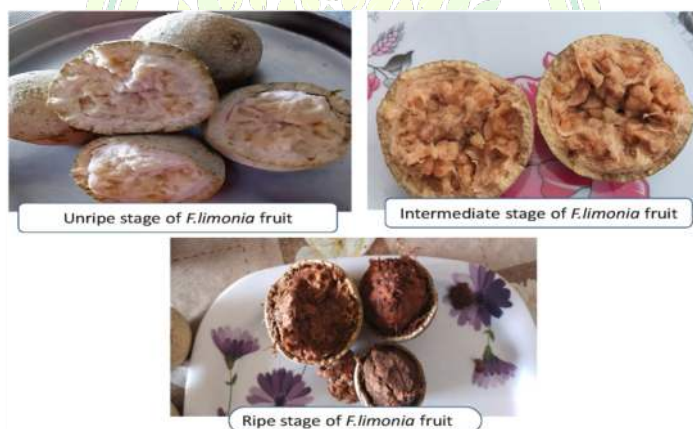 Unripe stage of F.limonia fruit
Intermediate stage of F.limonia fruit
Ripe stage of F.limonia fruit